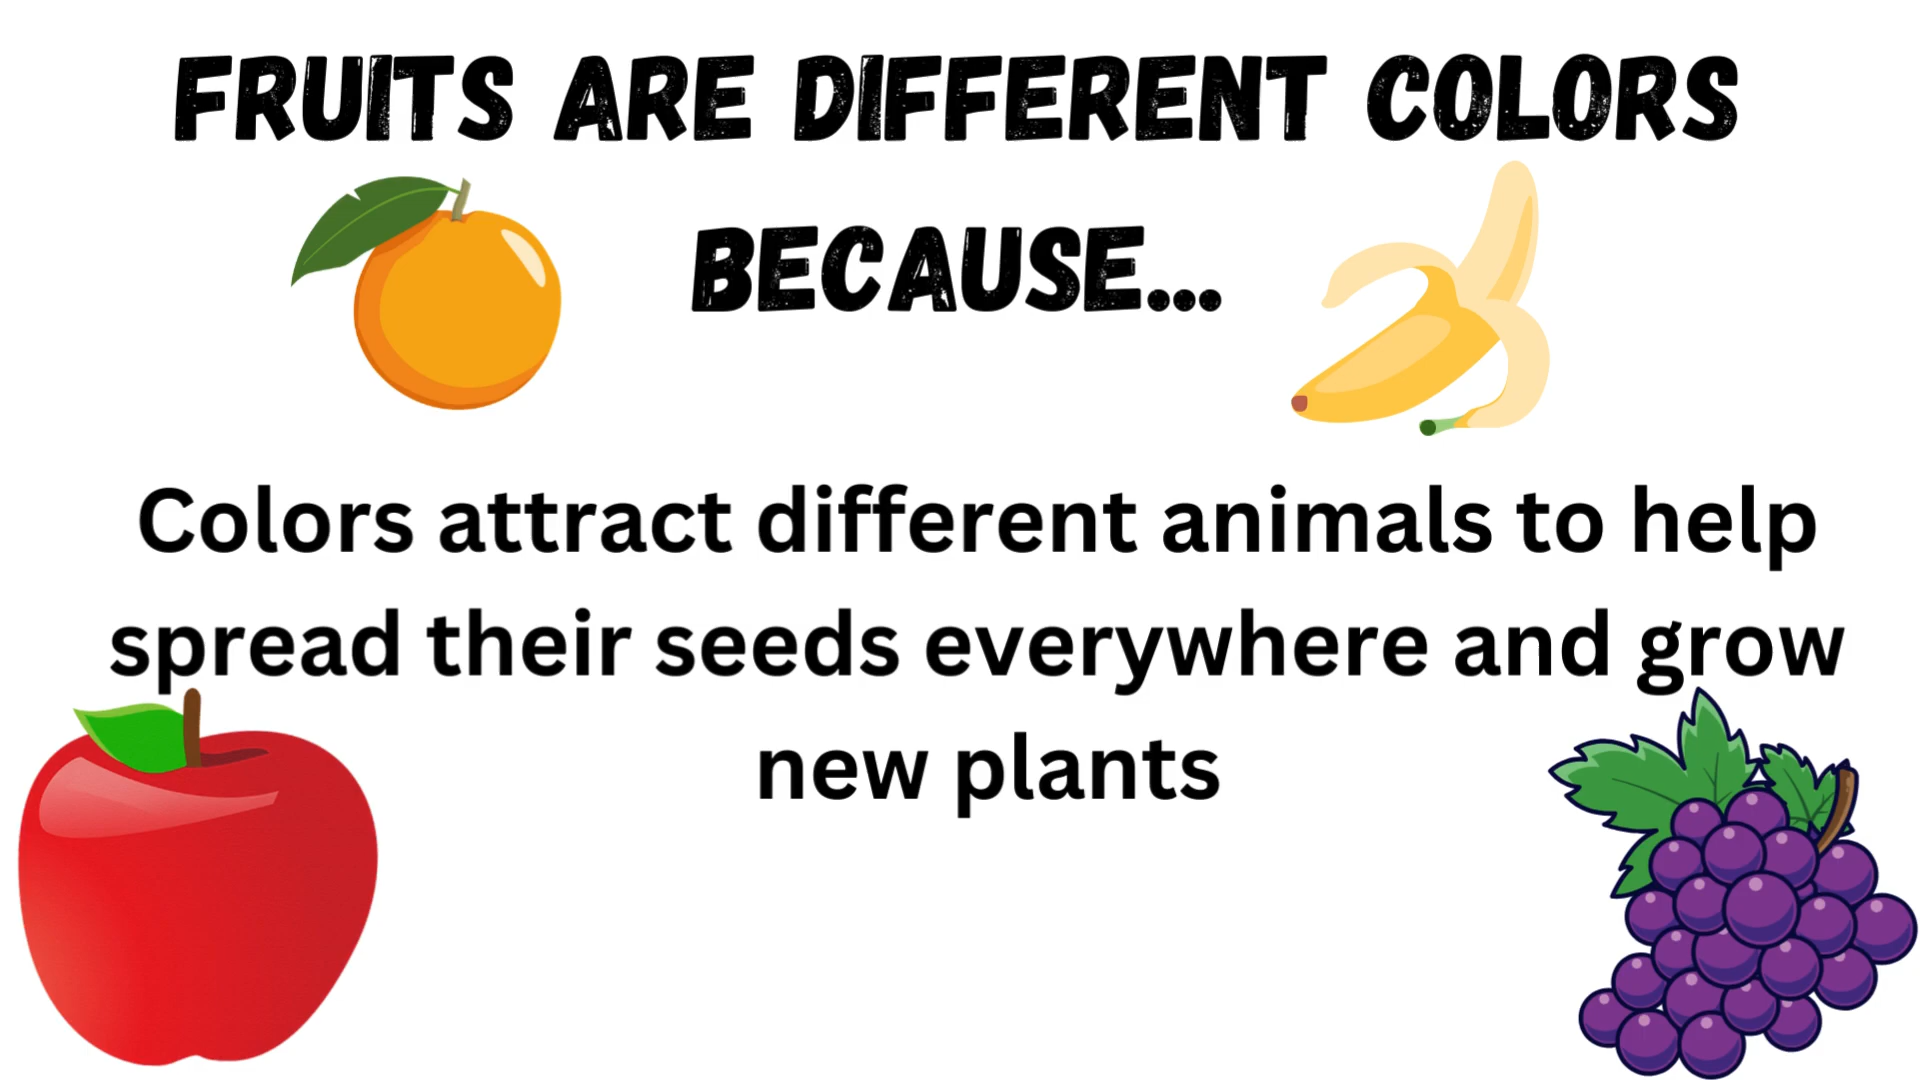 FRUITS ARE DIFFERENT COLORS
BECAUSE...
Colors attract different animals to help
spread their seeds everywhere and grow
new plants